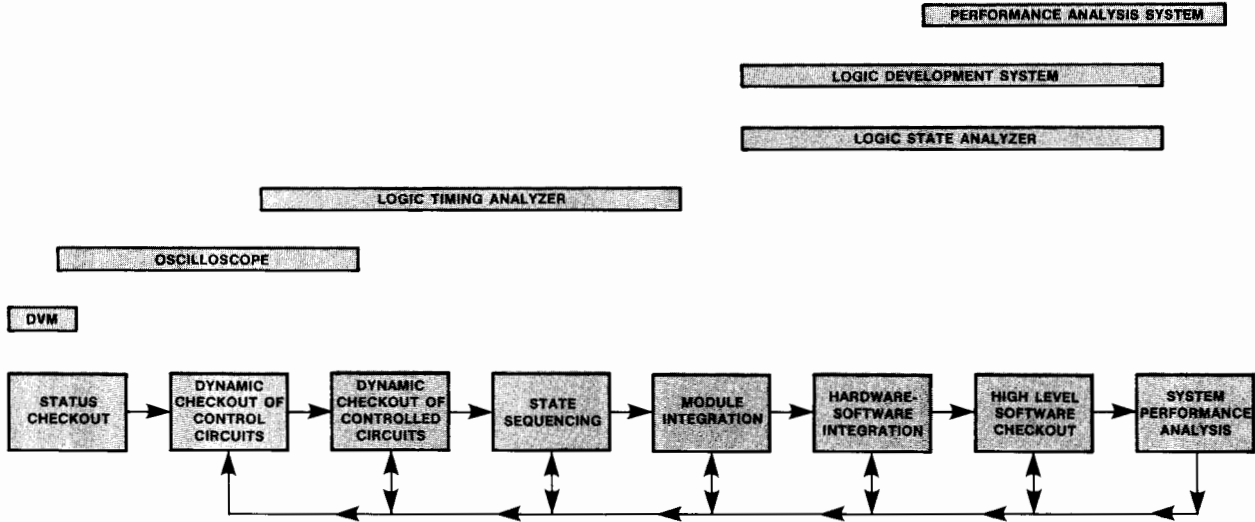 PERFORMANCE ANALYSIS SYSTEM
LOGIC DEVELOPMENT SYSTEM
LOGIC STATE ANALYZER
LOGIC TIMING ANALYZER
OSCILLOSCOPE
DVM
STATUS
CHECKOUT
DYNAMIC
CHECKOUT OF
CONTROL
CIRCUITS
DYNAMIC
CHECKOUT OF
CONTROLLED
CIRCUITS
STATE
SEQUENCING
MODULE
INTEGRATION
HARDWARE-
SOFTWARE
INTEGRATION
HIGH LEVEL
SOFTWARE
CHECKOUT
SYSTEM
PERFORMANCE
ANALYSIS